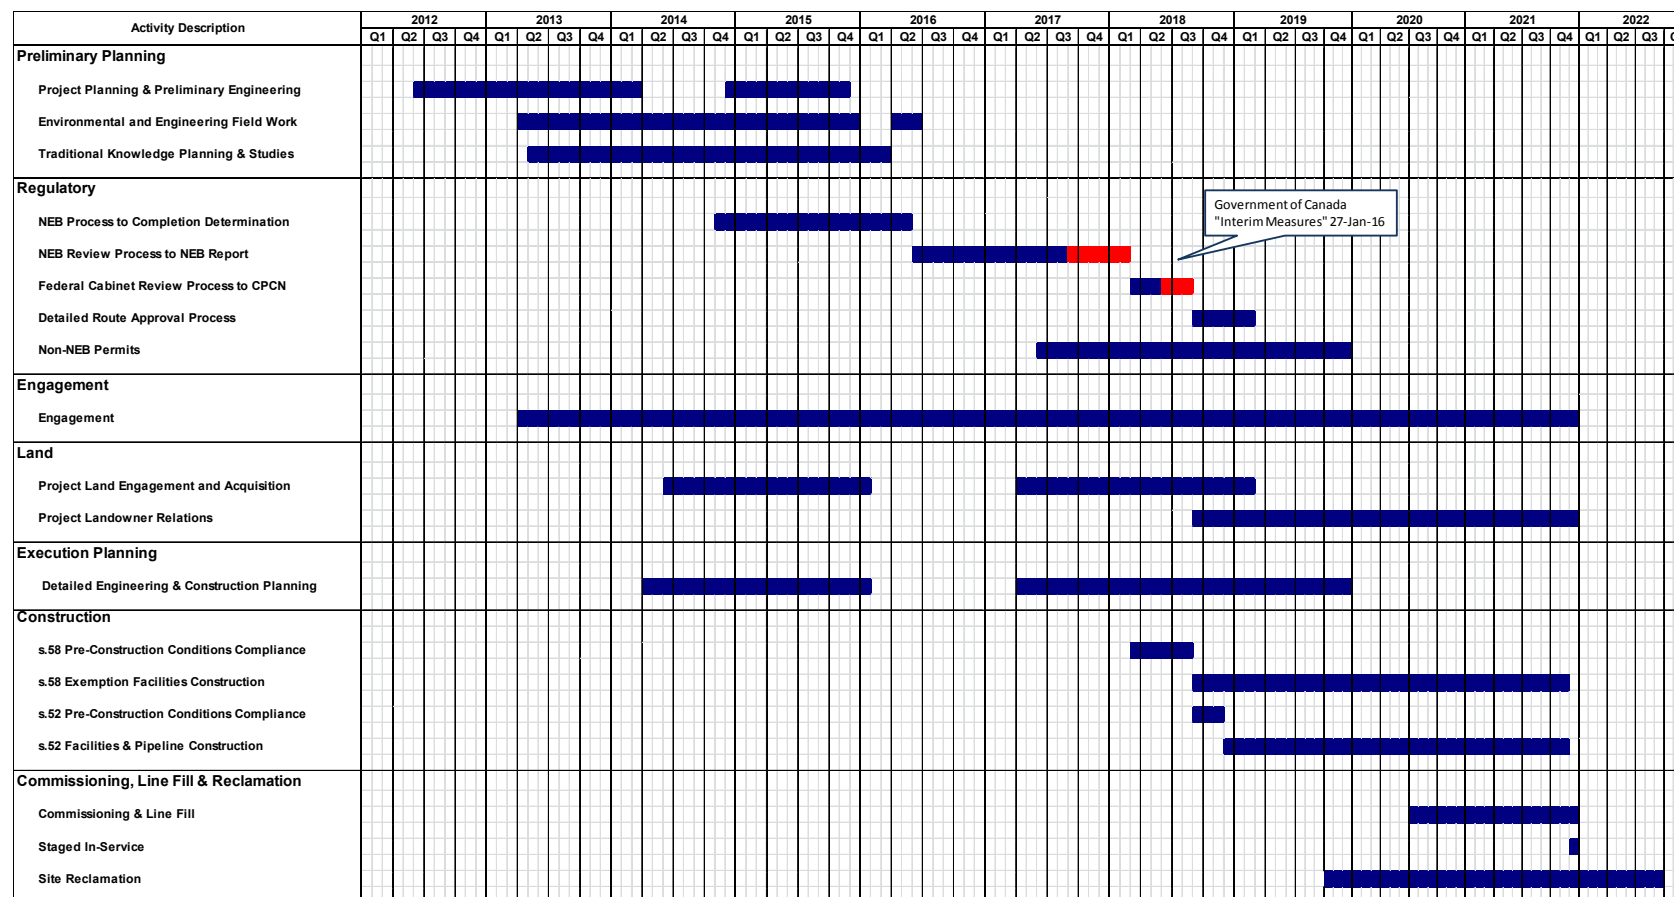 Activity Description
2012 2013 2014 2015 2016 2017 2018 2019 2020 2021 2022
Q1 Q2 Q3 Q4 Q1 Q2 Q3 Q4 Q1 Q2 Q3 Q4 Q1 Q2 Q3 Q4 Q1 Q2 Q3 Q4 Q1 Q2 Q3 Q4 Q1 Q2 Q3 Q4 Q1 Q2 Q3 Q4 Q1 Q2 Q3 Q4 Q1 Q2 Q3 Q4 Q1 Q2 Q3
Preliminary Planning
Project Planning & Preliminary Engineering
Environmental and Engineering Field Work
Traditional Knowledge Planning & Studies
Regulatory
Government of Canada
"Interim Measures" 27-Jan-16
NEB Process to Completion Determination
NEB Review Process to NEB Report
Federal Cabinet Review Process to CPCN
Detailed Route Approval Process
Non-NEB Permits
Engagement
Engagement
Land
Project Land Engagement and Acquisition
Project Landowner Relations
Execution Planning
Detailed Engineering & Construction Planning
Construction
s.58 Pre-Construction Conditions Compliance
s.58 Exemption Facilities Construction
s.52 Pre-Construction Conditions Compliance
s.52 Facilities & Pipeline Construction
Commissioning, Line Fill & Reclamation
Commissioning & Line Fill
Staged In-Service
Site Reclamation